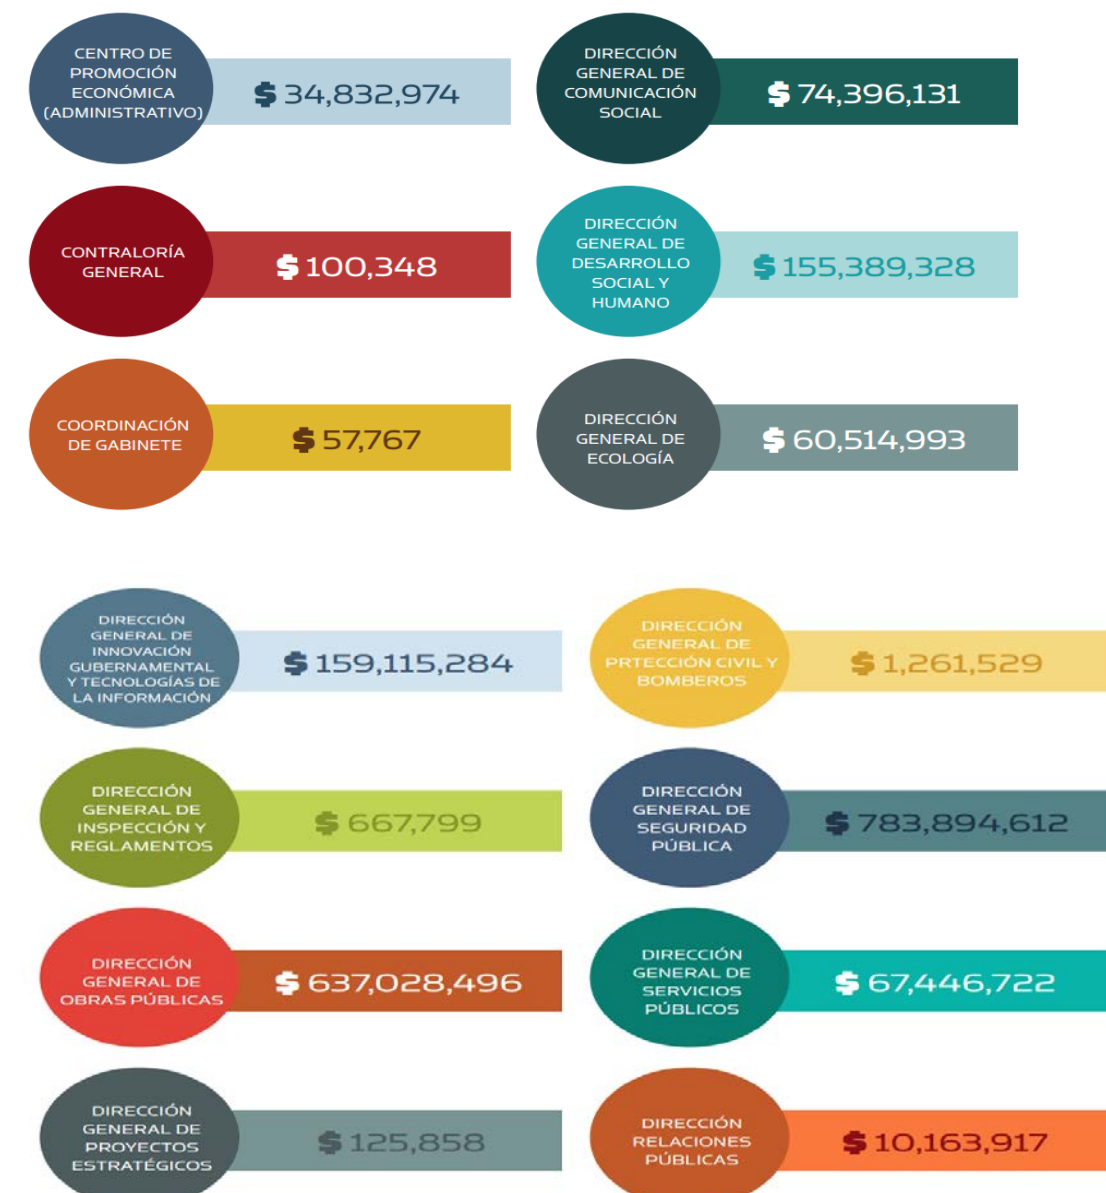 CENTRO DE
PROMOCIÓN
ECONÓMICA
(ADMINISTRATIVO)
$ 34,832,974
DIRECCIÓN
GENERAL DE
COMUNICACIÓN
SOCIAL
$ 74,396,131
CONTRALORÍA
GENERAL
$ 100,348
DIRECCIÓN
GENERAL DE
DESARROLLO
SOCIAL Y
HUMANO
$ 155,389,328
COORDINACIÓN
DE GABINETE
$ 57,767
DIRECCIÓN
GENERAL DE
ECOLOGÍA
$ 60,514,993
DIRECCIÓN
GENERAL DE
INNOVACIÓN
GUBERNAMENTAL
Y TECNOLOGÍAS DE
LA INFORMACIÓN
$ 159,115,284
DIRECCIÓN
GENERAL DE
PRTECCIÓN CIVIL Y
BOMBEROS
$ 1,261,529
DIRECCIÓN
GENERAL DE
INSPECCIÓN Y
REGLAMENTOS
$ 667,799
DIRECCIÓN
GENERAL DE
SEGURIDAD
PÚBLICA
$ 783,894,612
DIRECCIÓN
GENERAL DE
OBRAS PÚBLICAS
$ 637,028,496
DIRECCIÓN
GENERAL DE
SERVICIOS
PÚBLICOS
$ 67,446,722
DIRECCIÓN
GENERAL DE
PROYECTOS
ESTRATÉGICOS
$ 125,858
DIRECCIÓN
RELACIONES
PÚBLICAS
$ 10,163,917